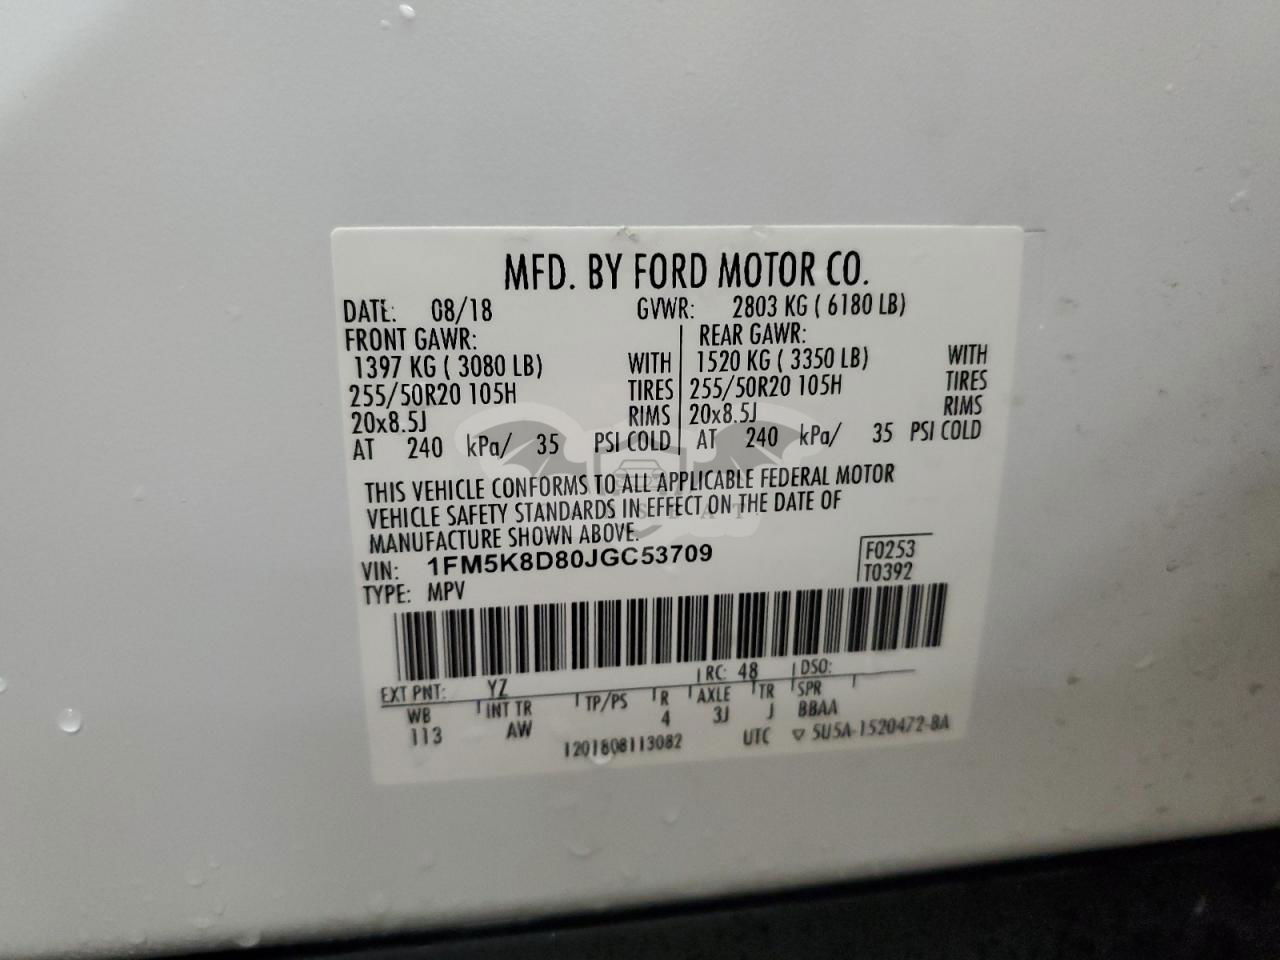 MFD. BY FORD MOTOR CO.
DATE: 08/18 GVWR: 2803 KG ( 6180 LB)
FRONT GAWR: REAR GAWR:
1397 KG ( 3080 LB) WITH 1520 KG ( 3350 LB) WITH
255/50R20 105H TIRES 255/50R20 105H TIRES
20x8.5J RIMS 20x8.5J RIMS
AT 240 kPa/ 35 PSI COLD AT 240 kPa/ 35 PSI COLD
THIS VEHICLE CONFORMS TO ALL APPLICABLE FEDERAL MOTOR
VEHICLE SAFETY STANDARDS IN EFFECT ON THE DATE OF
MANUFACTURE SHOWN ABOVE.
VIN: 1FM5K8D80JGC53709 F0253
TYPE: MPV T0392
EXT PNT: YZ RC: 48 DSO:
WB INT TR TP/PS R AXLE TR SPR
113 AW 4 3J J BBAA
1201808113082 UTC ▽ 5U5A-1520472-BA